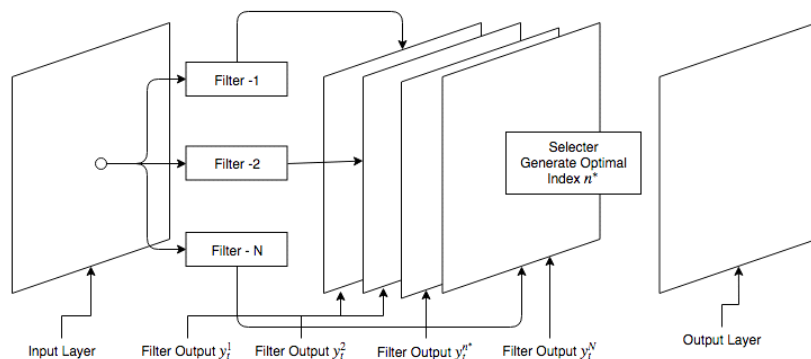 Filter -1
Filter -2
Filter - N
Selecter
Generate Optimal
Index n*
Input Layer
Filter Output y_t^1
Filter Output y_t^2
Filter Output y_t^{n*}
Filter Output y_t^N
Output Layer